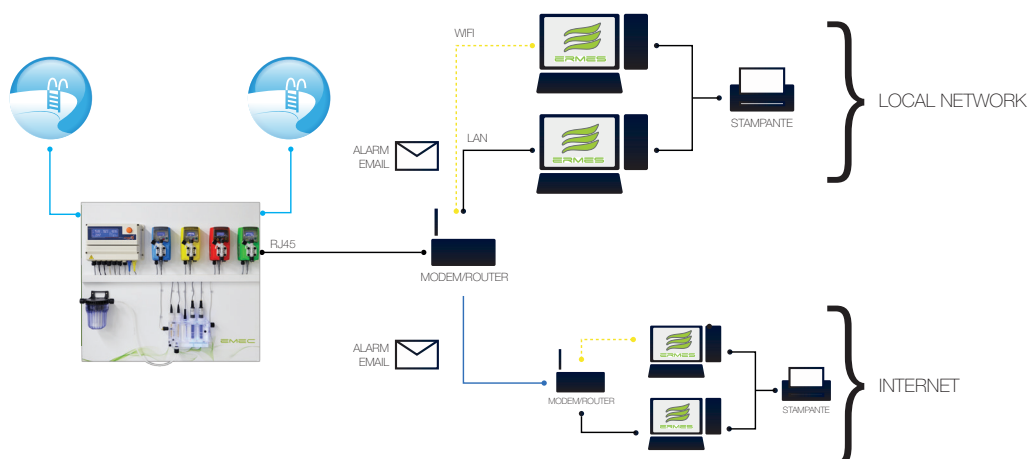 WIFI
ERMES
STAMPANTE
LOCAL NETWORK
ALARM
EMAIL
LAN
ERMES
RJ45
MODEM/ROUTER
EMEC
ALARM
EMAIL
MODEM/ROUTER
ERMES
ERMES
STAMPANTE
INTERNET